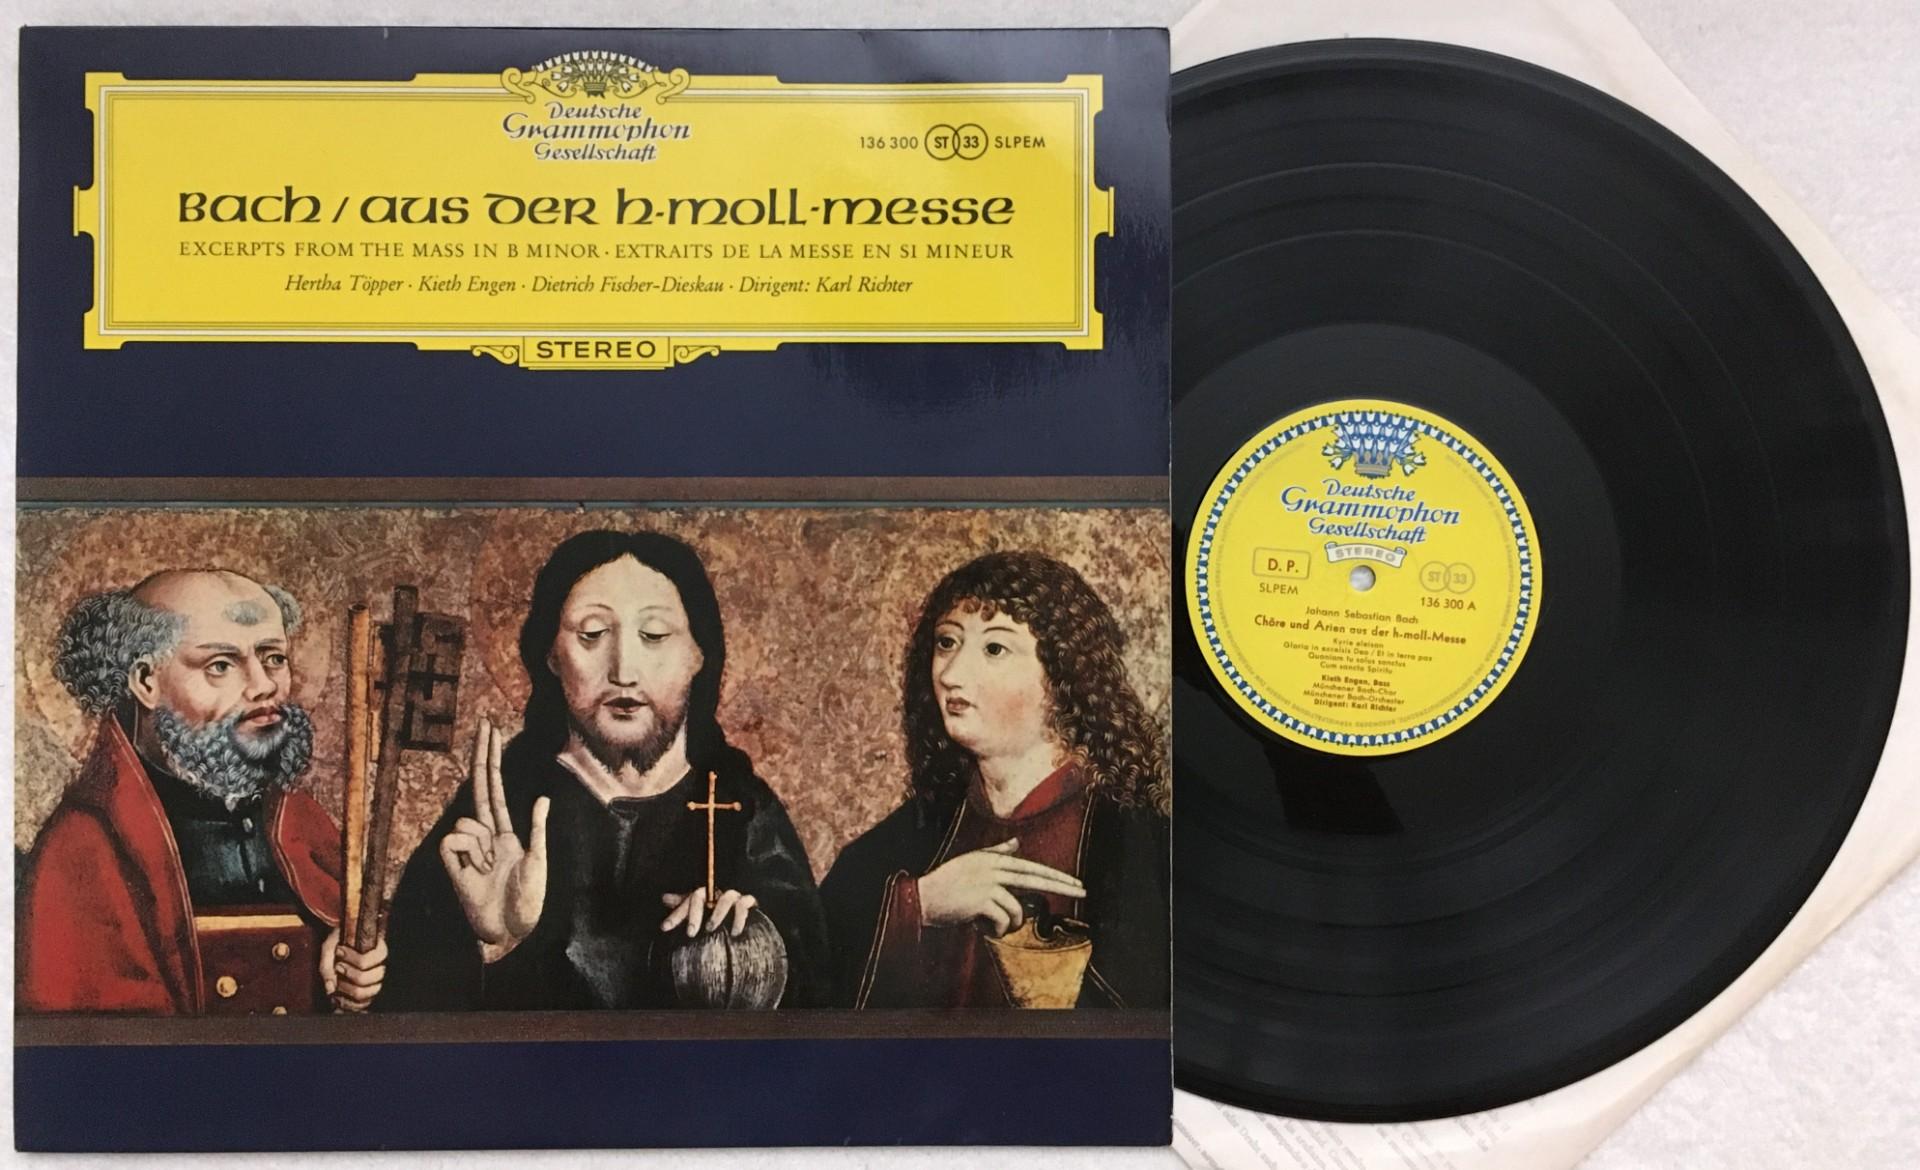 Deutsche
Grammophon
Gesellschaft
136 300 ST 33 SLPEM
Bach / aus der h-moll-messe
EXCERPTS FROM THE MASS IN B MINOR · EXTRAITS DE LA MESSE EN SI MINEUR
Hertha Töpper · Kieth Engen · Dietrich Fischer-Dieskau · Dirigent: Karl Richter
STEREO
Deutsche
Grammophon
Gesellschaft
STEREO
D. P.
SLPEM
ST 33
136 300 A
Johann Sebastian Bach
Chöre und Arien aus der h-moll-Messe
Kyrie eleison
Gloria in excelsis Deo / Et in terra pax
Quoniam tu solus sanctus
Cum sancto Spiritu
Kieth Engen, Bass
Münchener Bach-Chor
Münchener Bach-Orchester
Dirigent: Karl Richter